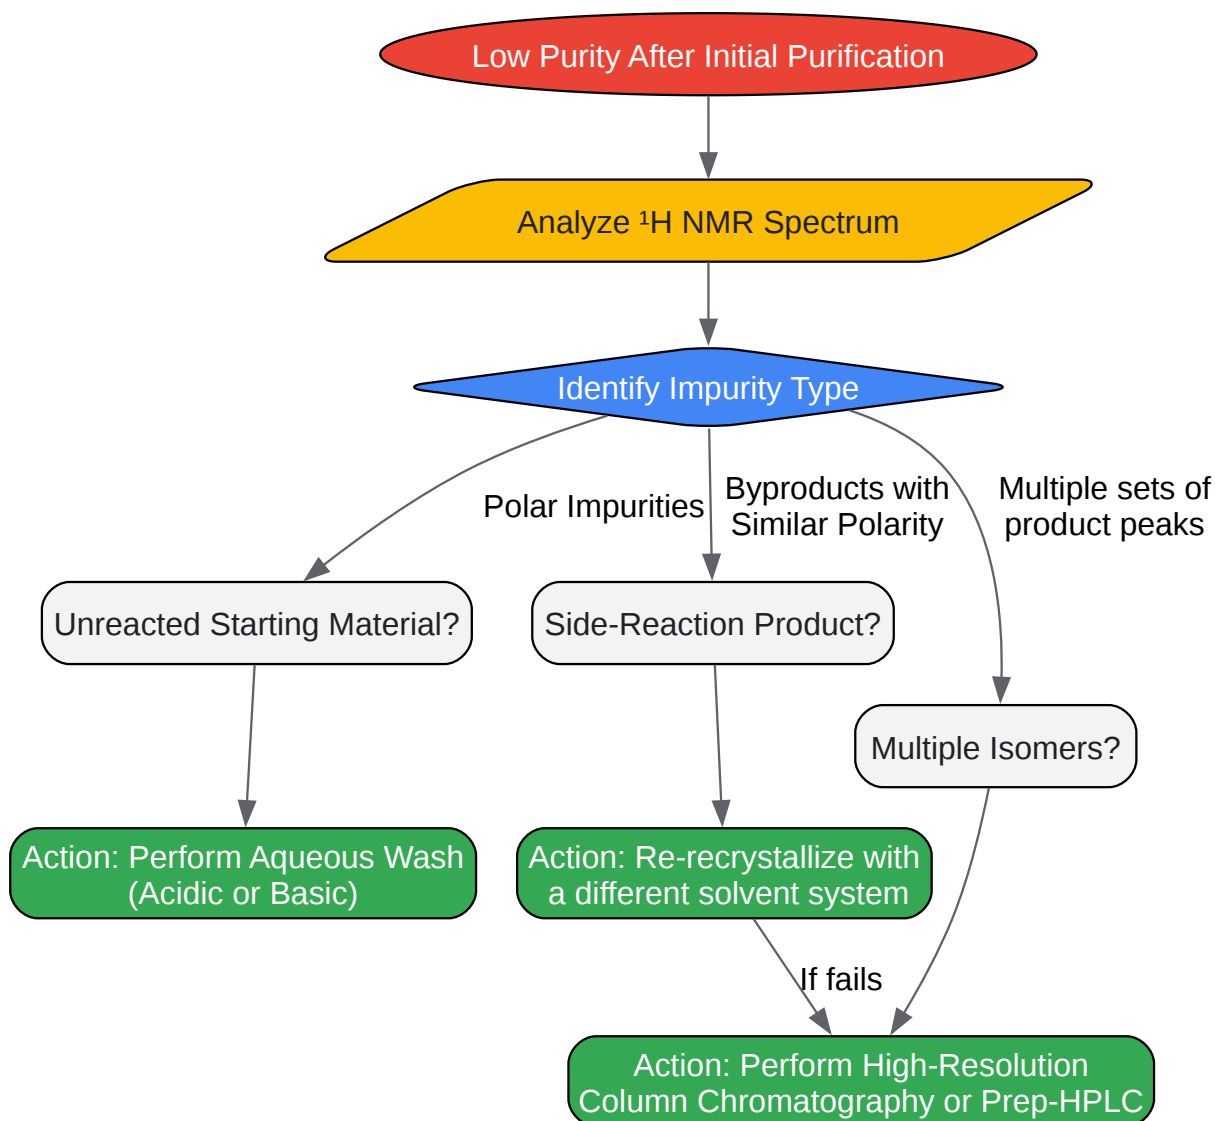 Low Purity After Initial Purification
Analyze ¹H NMR Spectrum
Identify Impurity Type
Polar Impurities
Byproducts with
Similar Polarity
Multiple sets of
product peaks
Unreacted Starting Material?
Side-Reaction Product?
Multiple Isomers?
Action: Perform Aqueous Wash
(Acidic or Basic)
Action: Re-recrystallize with
a different solvent system
If fails
Action: Perform High-Resolution
Column Chromatography or Prep-HPLC